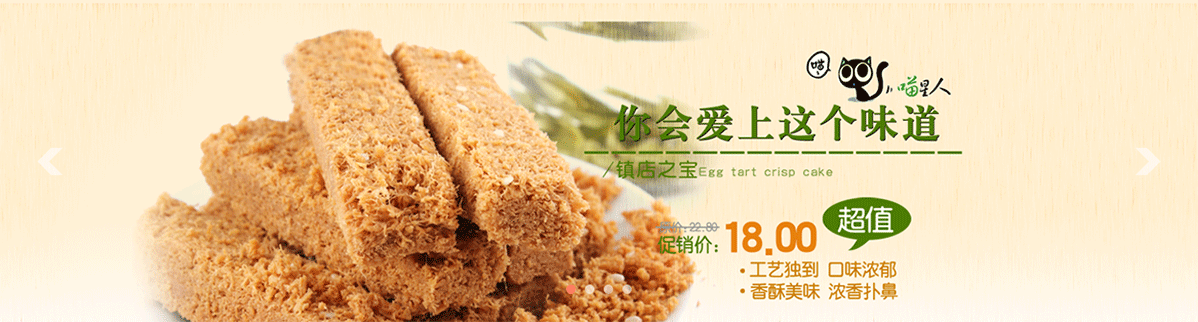 喵
小喵星人
你会爱上这个味道
/镇店之宝Egg tart crisp cake
原价:22.80
促销价:18.00
超值
•工艺独到 口味浓郁
•香酥美味 浓香扑鼻